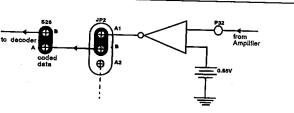 S26
JP2
A1
P32
B
B
to decoder
from
Amplifier
A
coded
data
A2
0.65V